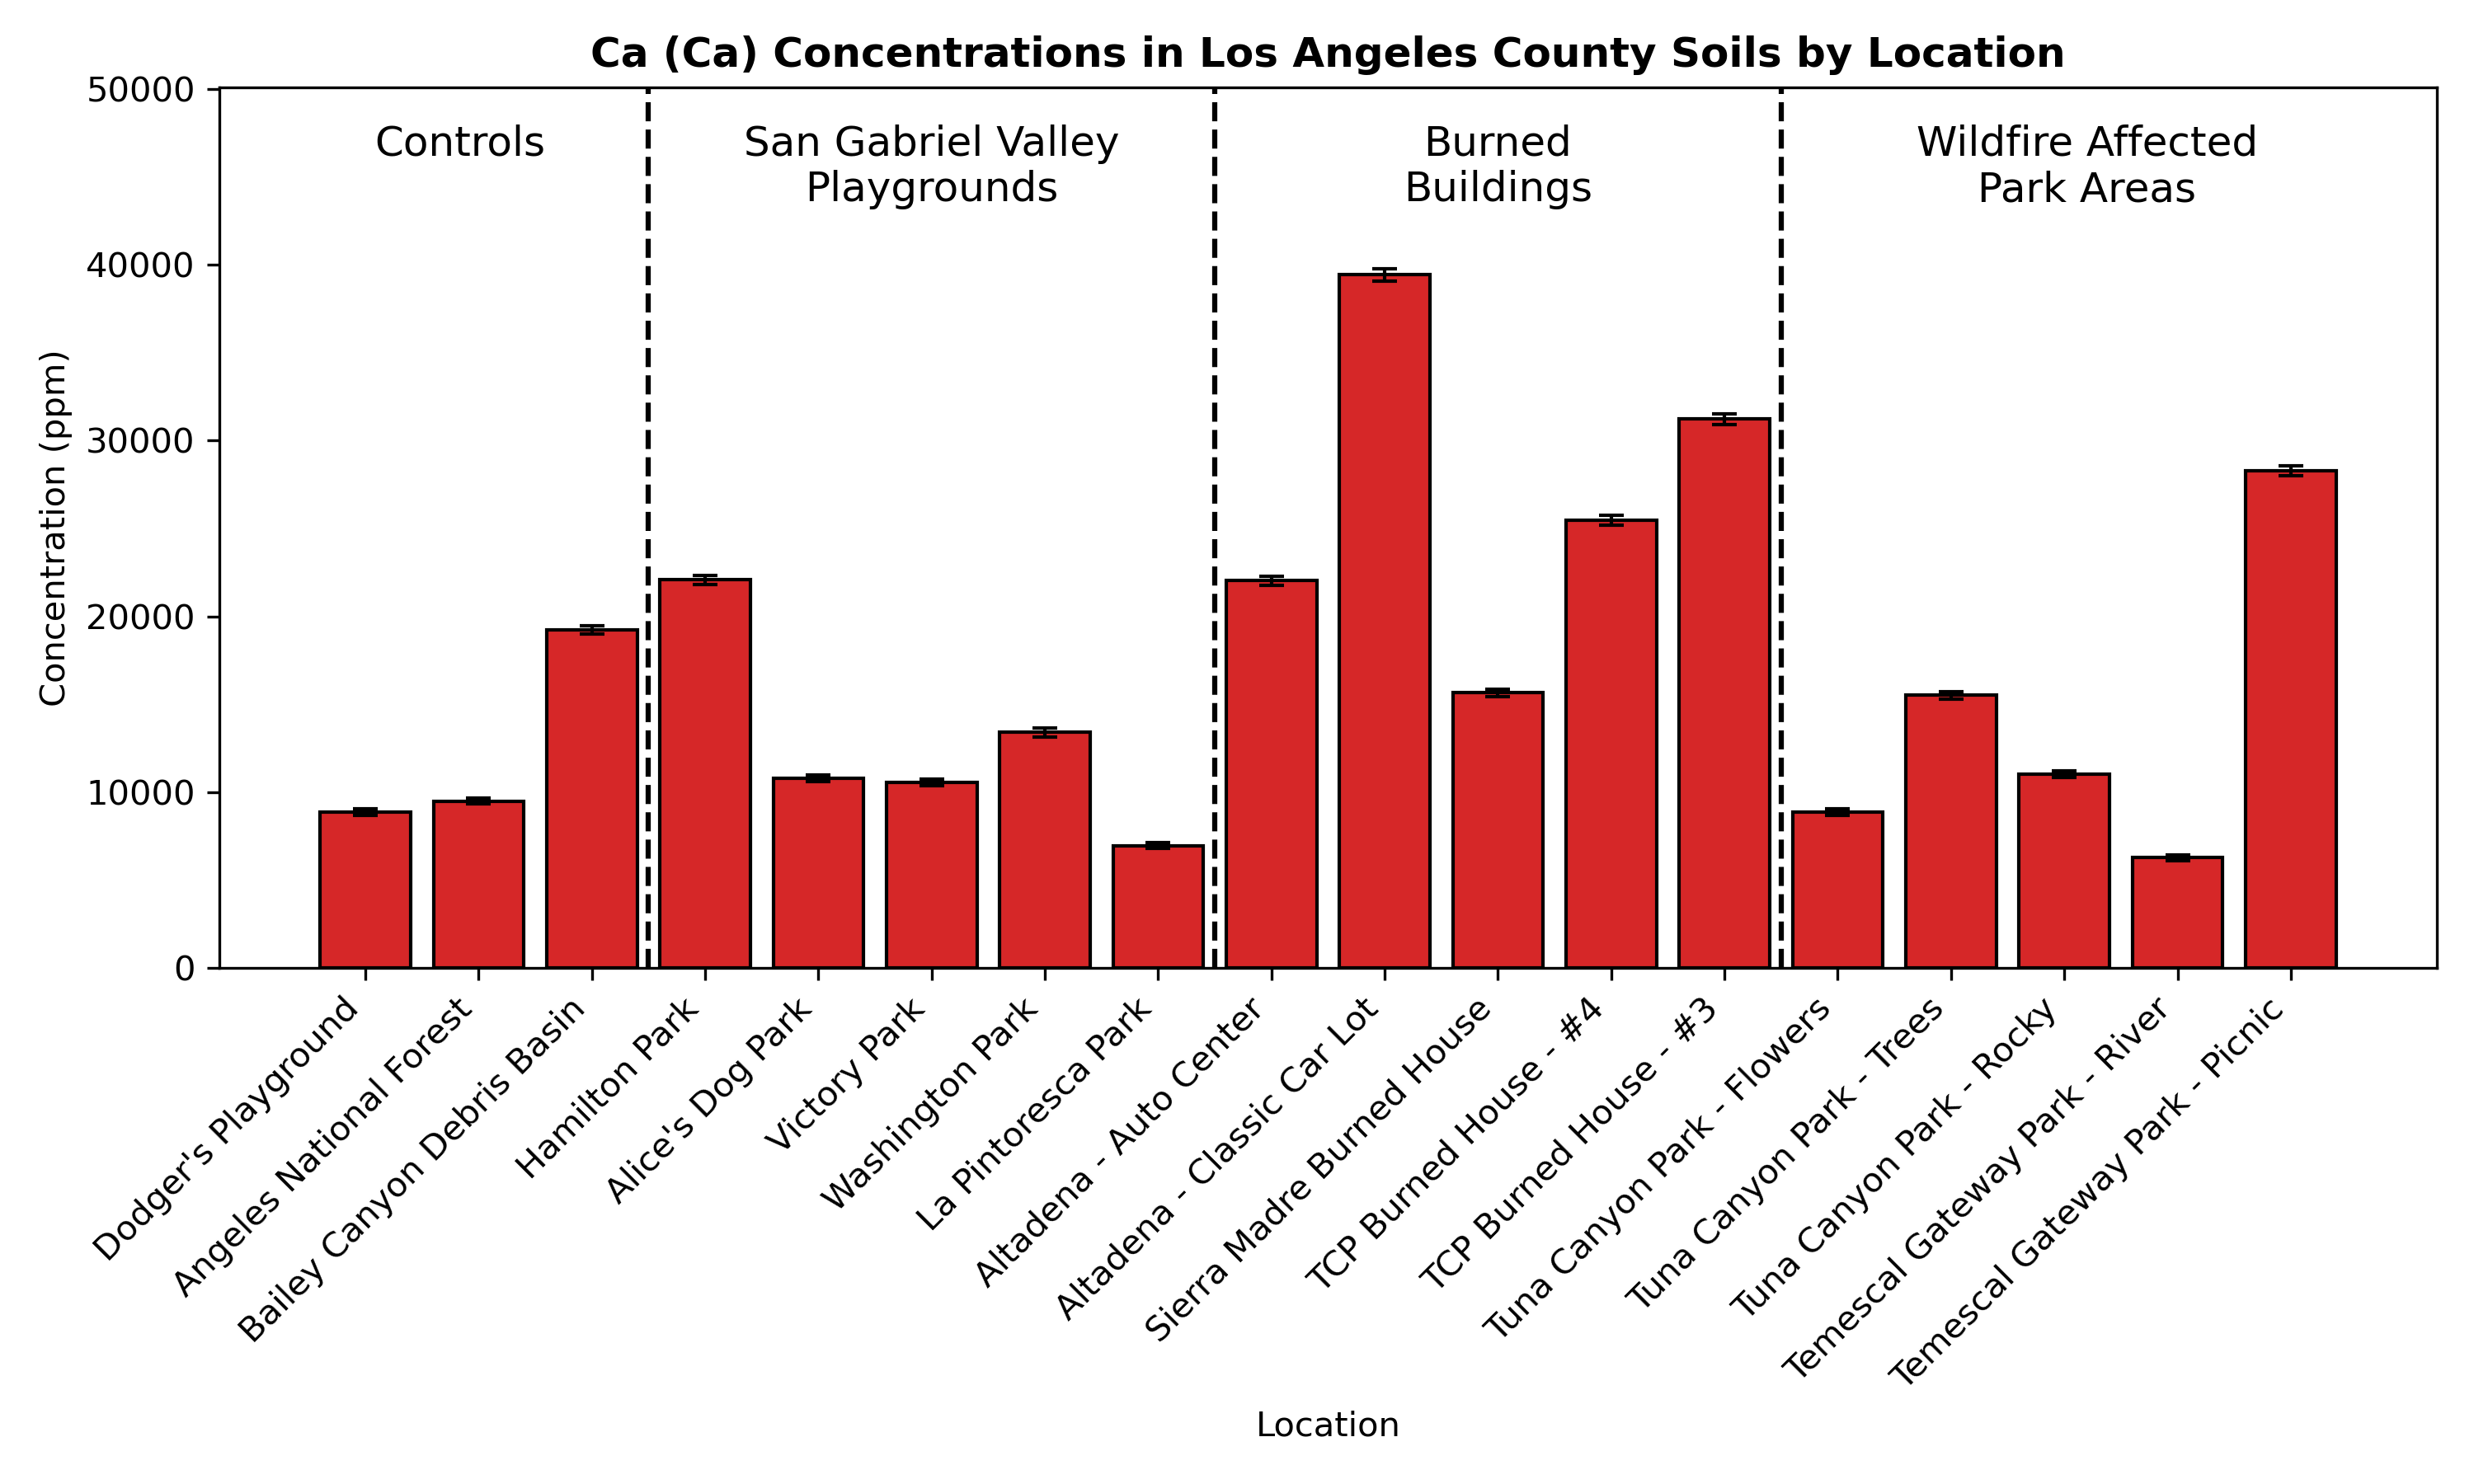 Ca (Ca) Concentrations in Los Angeles County Soils by Location
Concentration (ppm)
50000
40000
30000
20000
10000
0
Controls
San Gabriel Valley
Playgrounds
Burned
Buildings
Wildfire Affected
Park Areas
Dodger's Playground
Angeles National Forest
Bailey Canyon Debris Basin
Hamilton Park
Alice's Dog Park
Victory Park
Washington Park
La Pintoresca Park
Altadena - Auto Center
Altadena - Classic Car Lot
Sierra Madre Burned House
TCP Burned House - #4
TCP Burned House - #3
Tuna Canyon Park - Flowers
Tuna Canyon Park - Trees
Tuna Canyon Park - Rocky
Temescal Gateway Park - River
Temescal Gateway Park - Picnic
Location